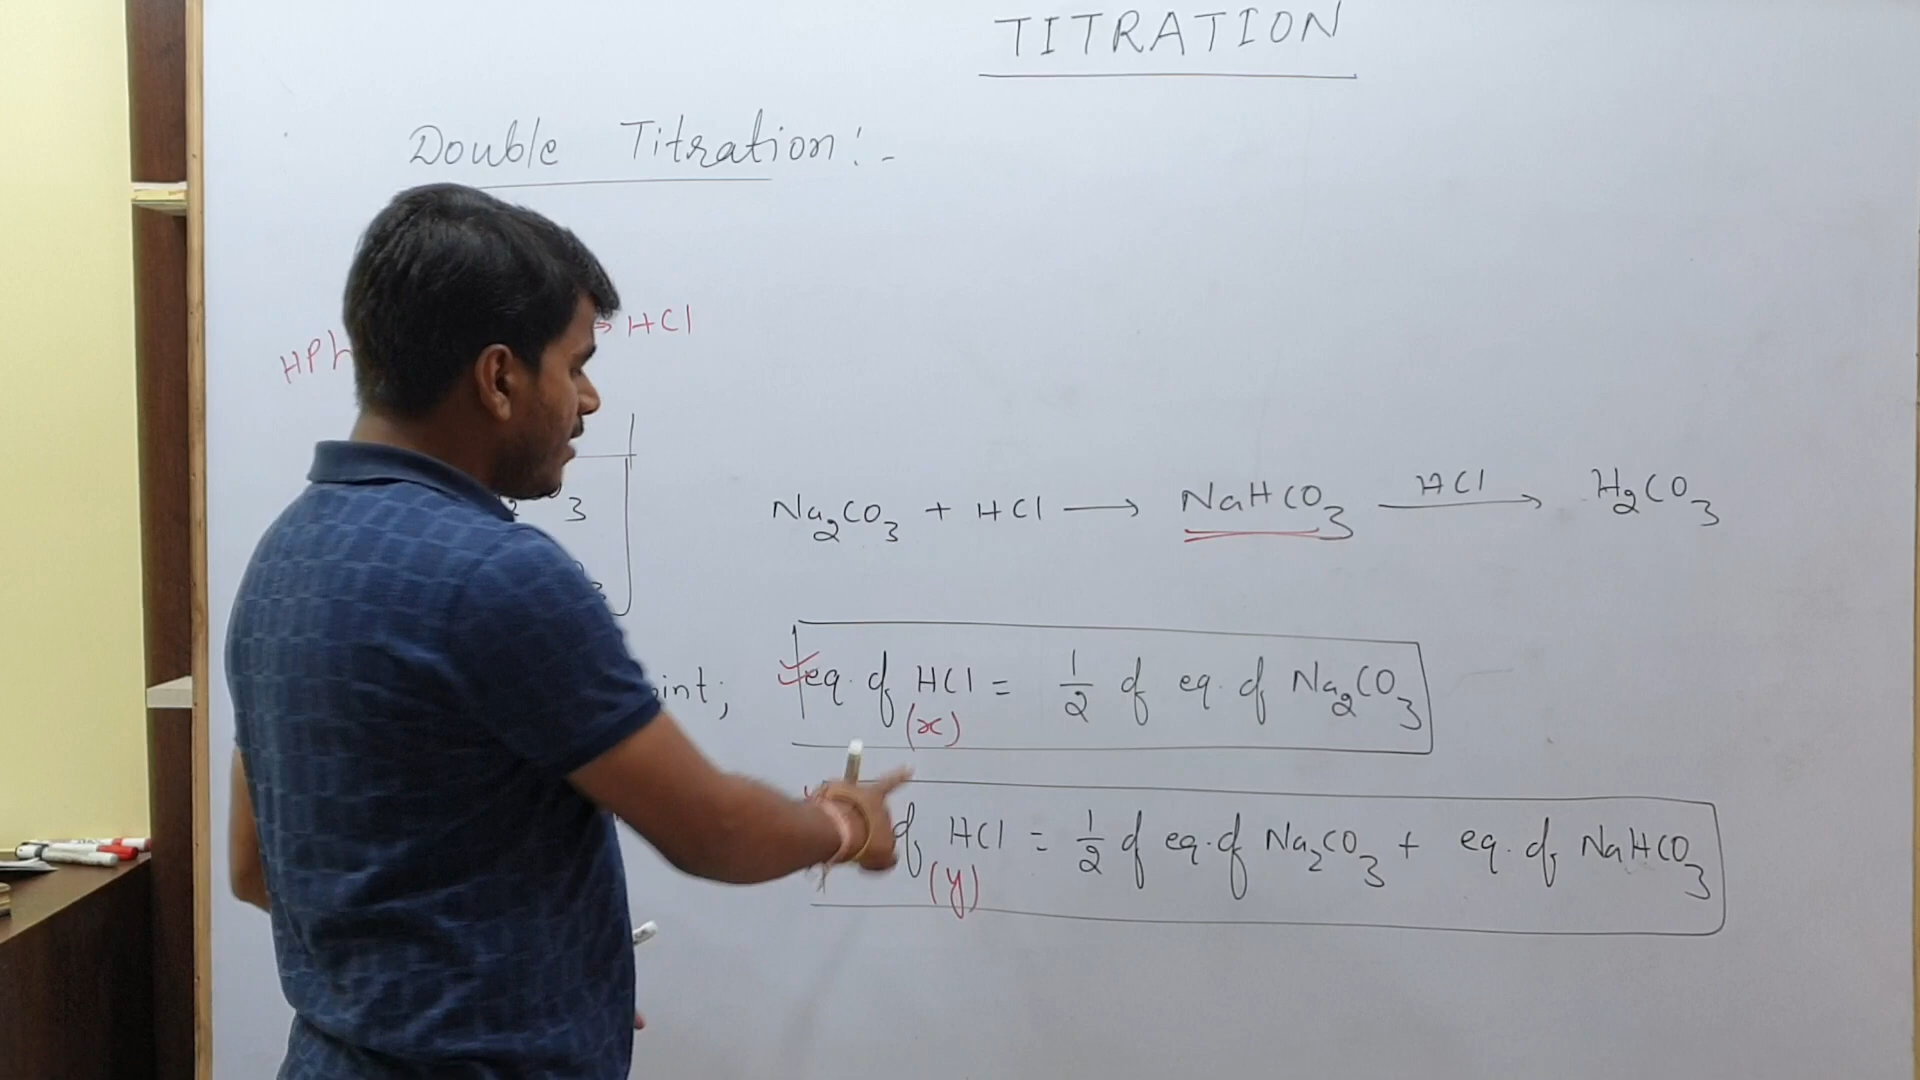 TITRATION
Double Titration:-
HPh → HCl
3
Na₂CO₃ + HCl ⟶ NaHCO₃ —HCl→ H₂CO₃
eq. of HCl = 1/2 of eq. of Na₂CO₃
(x)
of HCl = 1/2 of eq. of Na₂CO₃ + eq. of NaHCO₃
(y)